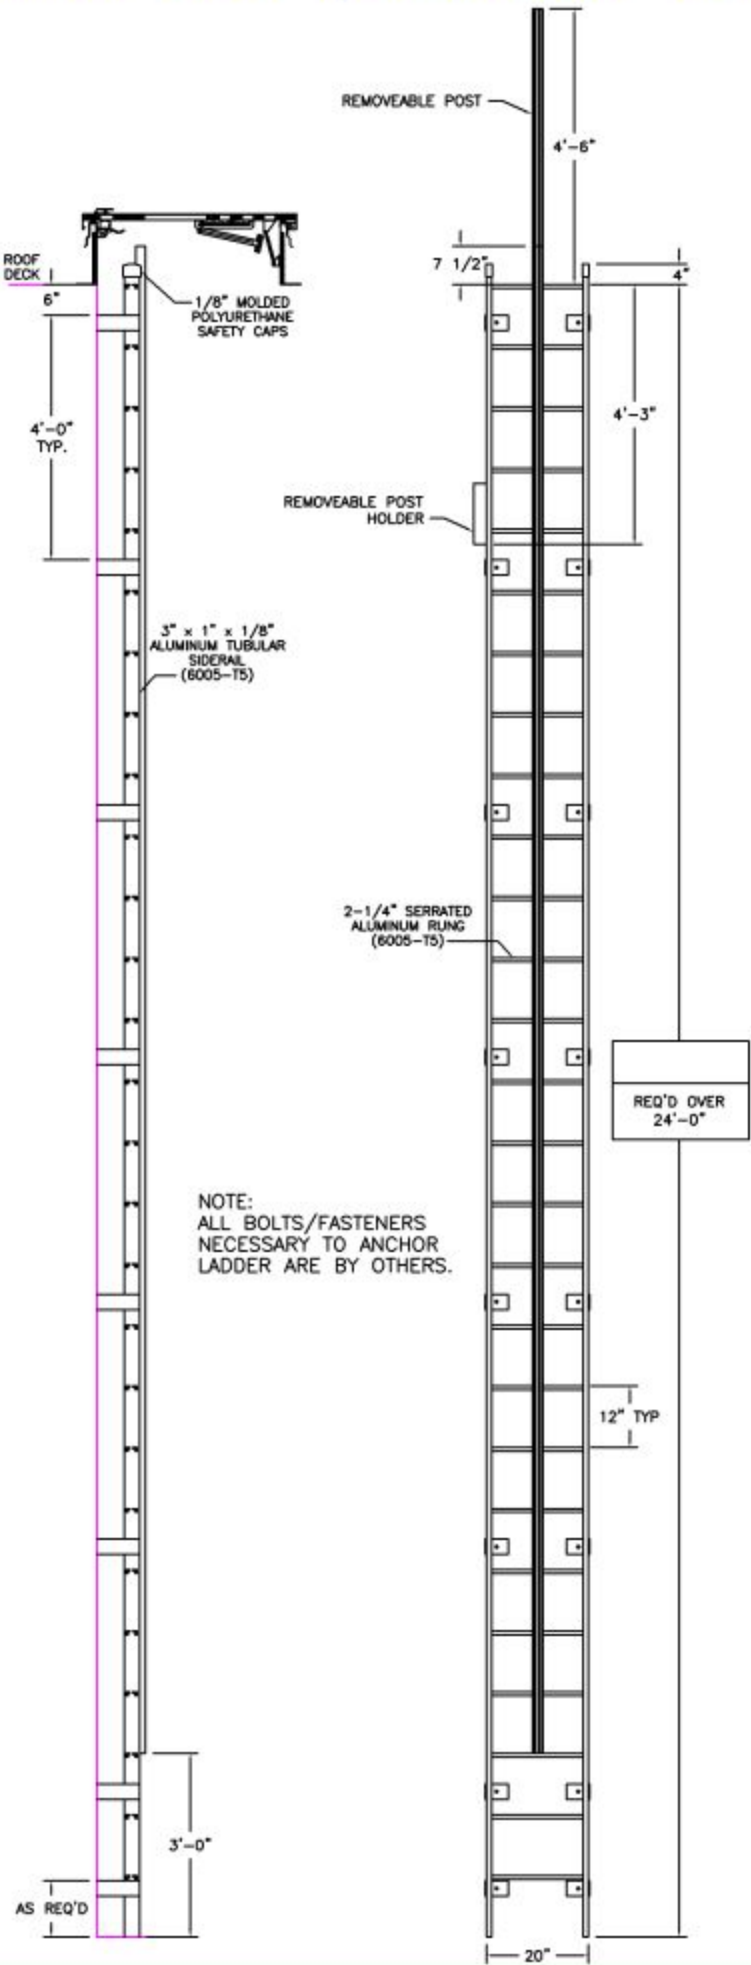 REMOVEABLE POST
4'-6"
ROOF
DECK
6"
1/8" MOLDED
POLYURETHANE
SAFETY CAPS
7 1/2"
4"
4'-0"
TYP.
4'-3"
REMOVEABLE POST
HOLDER
3" x 1" x 1/8"
ALUMINUM TUBULAR
SIDERAIL
(6005-T5)
2-1/4" SERRATED
ALUMINUM RUNG
(6005-T5)
REQ'D OVER
24'-0"
NOTE:
ALL BOLTS/FASTENERS
NECESSARY TO ANCHOR
LADDER ARE BY OTHERS.
12" TYP
3'-0"
AS REQ'D
20"